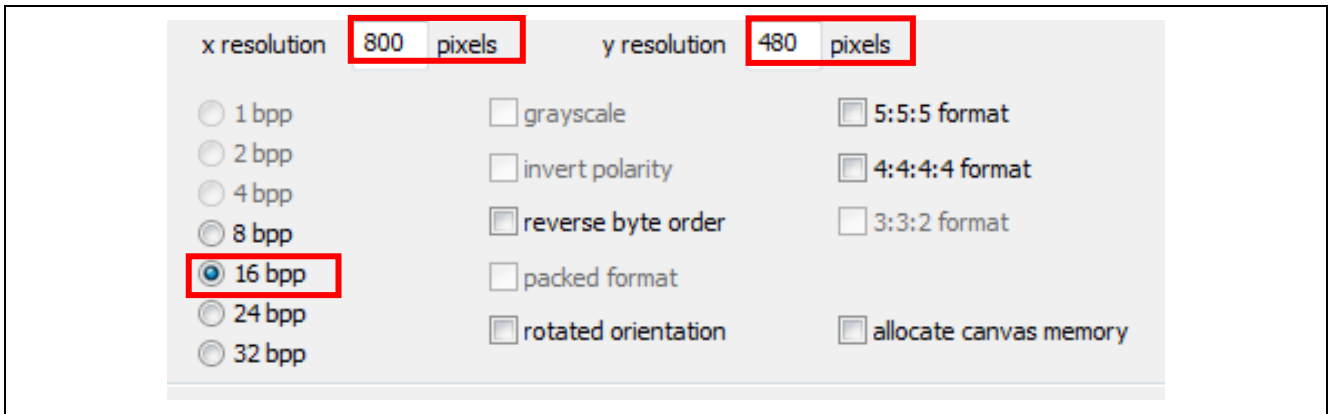 x resolution 800 pixels y resolution 480 pixels
1 bpp grayscale 5:5:5 format
2 bpp invert polarity 4:4:4:4 format
4 bpp
8 bpp reverse byte order 3:3:2 format
16 bpp packed format
24 bpp rotated orientation allocate canvas memory
32 bpp